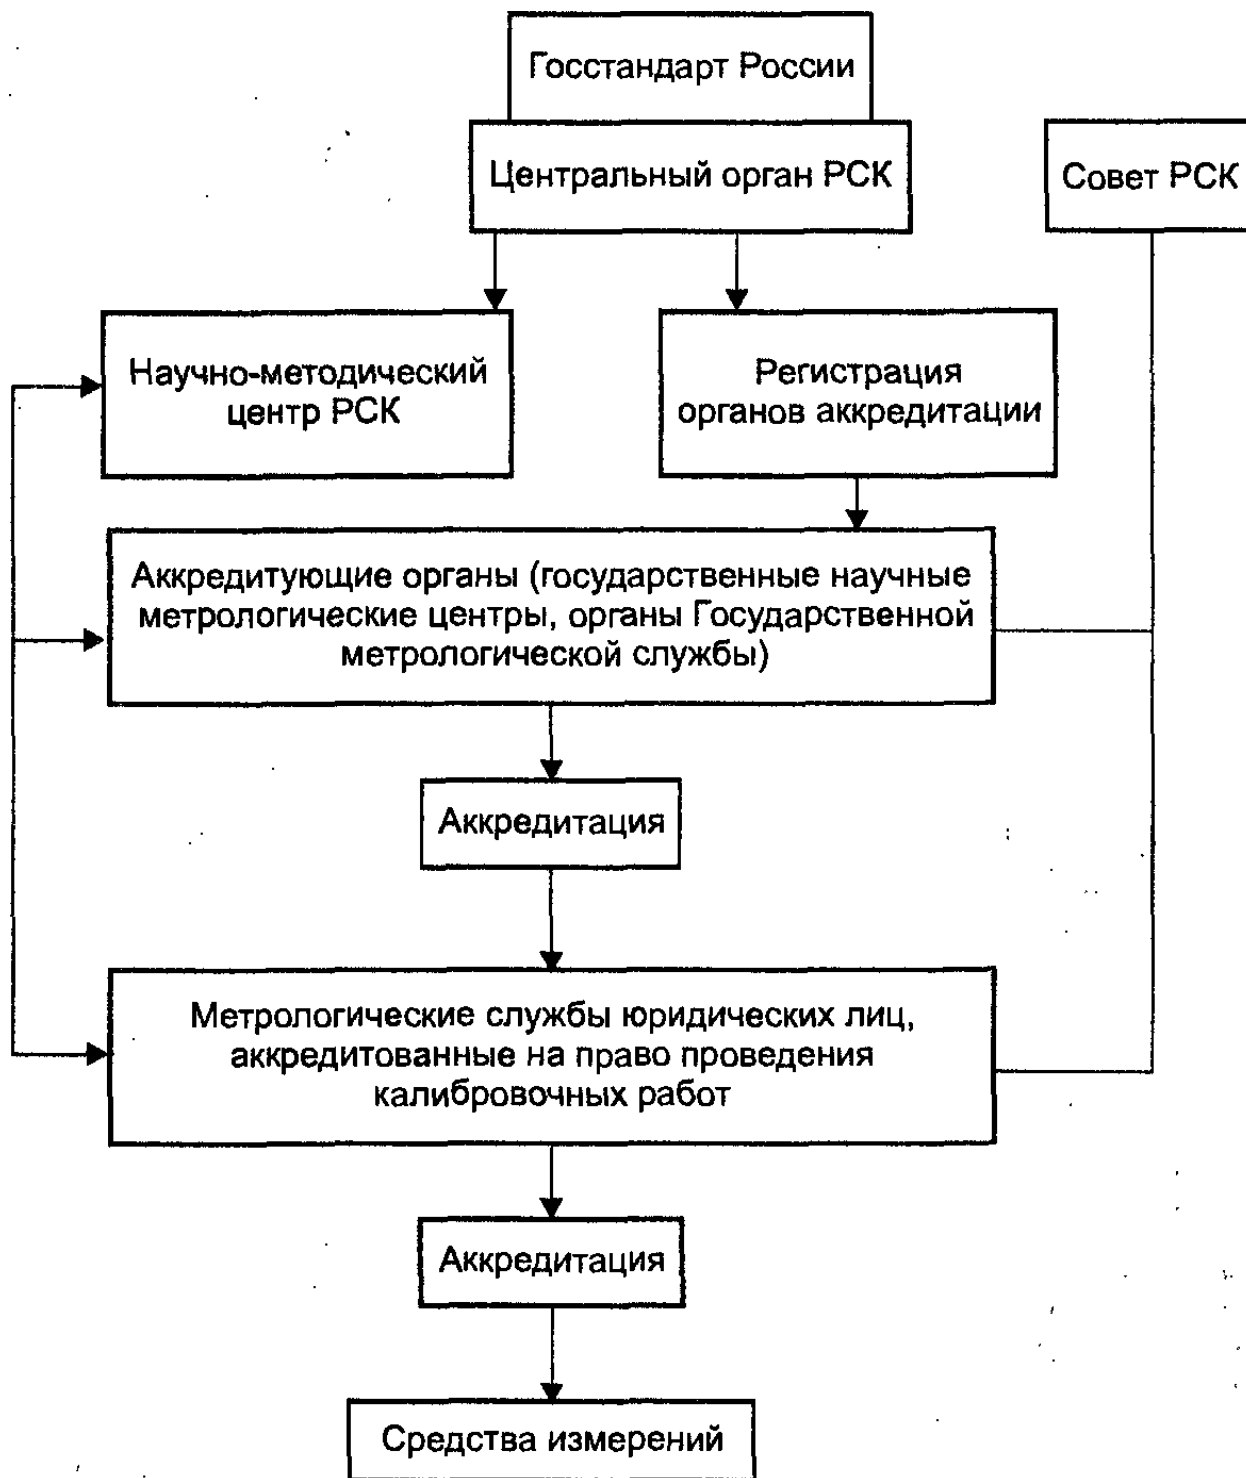 Госстандарт России
Центральный орган РСК
Совет РСК
Научно-методический
центр РСК
Регистрация
органов аккредитации
Аккредитующие органы (государственные научные
метрологические центры, органы Государственной
метрологической службы)
Аккредитация
Метрологические службы юридических лиц,
аккредитованные на право проведения
калибровочных работ
Аккредитация
Средства измерений